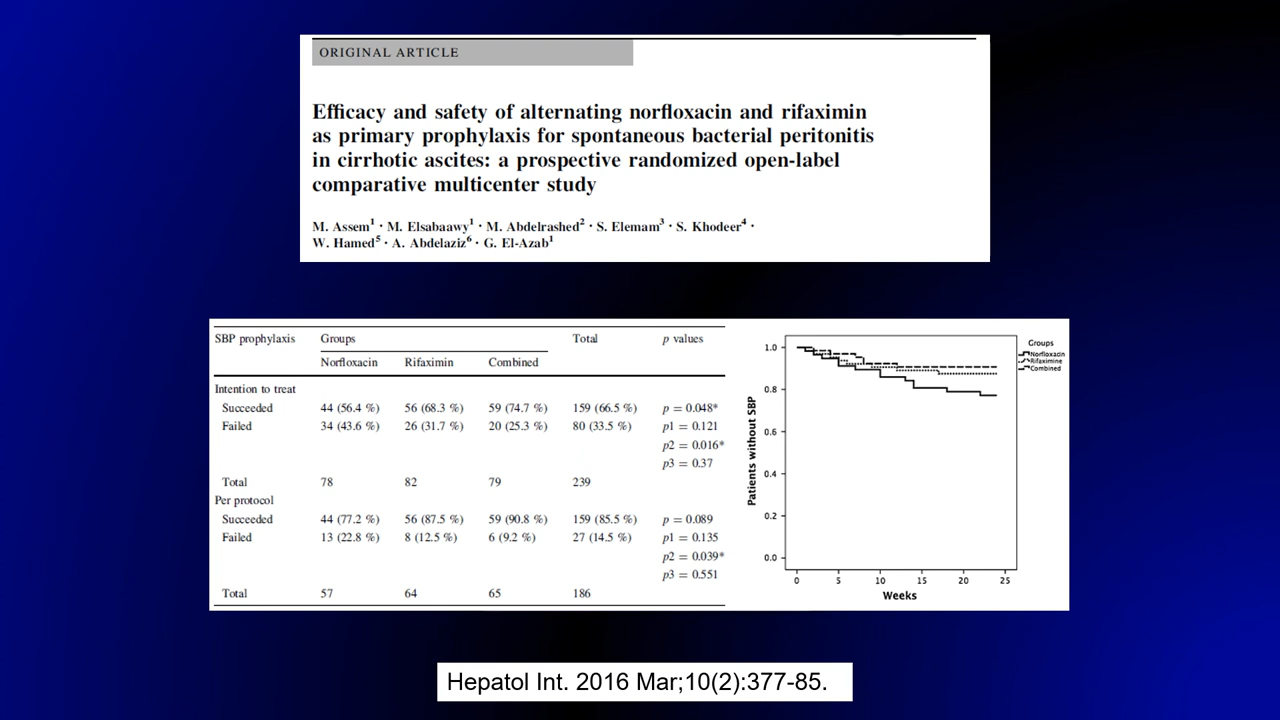 ORIGINAL ARTICLE
Efficacy and safety of alternating norfloxacin and rifaximin
as primary prophylaxis for spontaneous bacterial peritonitis
in cirrhotic ascites: a prospective randomized open-label
comparative multicenter study
M. Assem1 · M. Elsabaawy1 · M. Abdelrashed2 · S. Elemam3 · S. Khodeer4 ·
W. Hamed5 · A. Abdelaziz6 · G. El-Azab1
SBP prophylaxis Groups Total p values
Norfloxacin Rifaximin Combined
Intention to treat
Succeeded 44 (56.4 %) 56 (68.3 %) 59 (74.7 %) 159 (66.5 %) p = 0.048*
Failed 34 (43.6 %) 26 (31.7 %) 20 (25.3 %) 80 (33.5 %) p1 = 0.121
p2 = 0.016*
p3 = 0.37
Total 78 82 79 239
Per protocol
Succeeded 44 (77.2 %) 56 (87.5 %) 59 (90.8 %) 159 (85.5 %) p = 0.089
Failed 13 (22.8 %) 8 (12.5 %) 6 (9.2 %) 27 (14.5 %) p1 = 0.135
p2 = 0.039*
p3 = 0.551
Total 57 64 65 186
Patients without SBP
1.0
0.8
0.6
0.4
0.2
0.0
0 5 10 15 20 25
Weeks
Groups
Norfloxacin
Rifaximine
Combined
Hepatol Int. 2016 Mar;10(2):377-85.